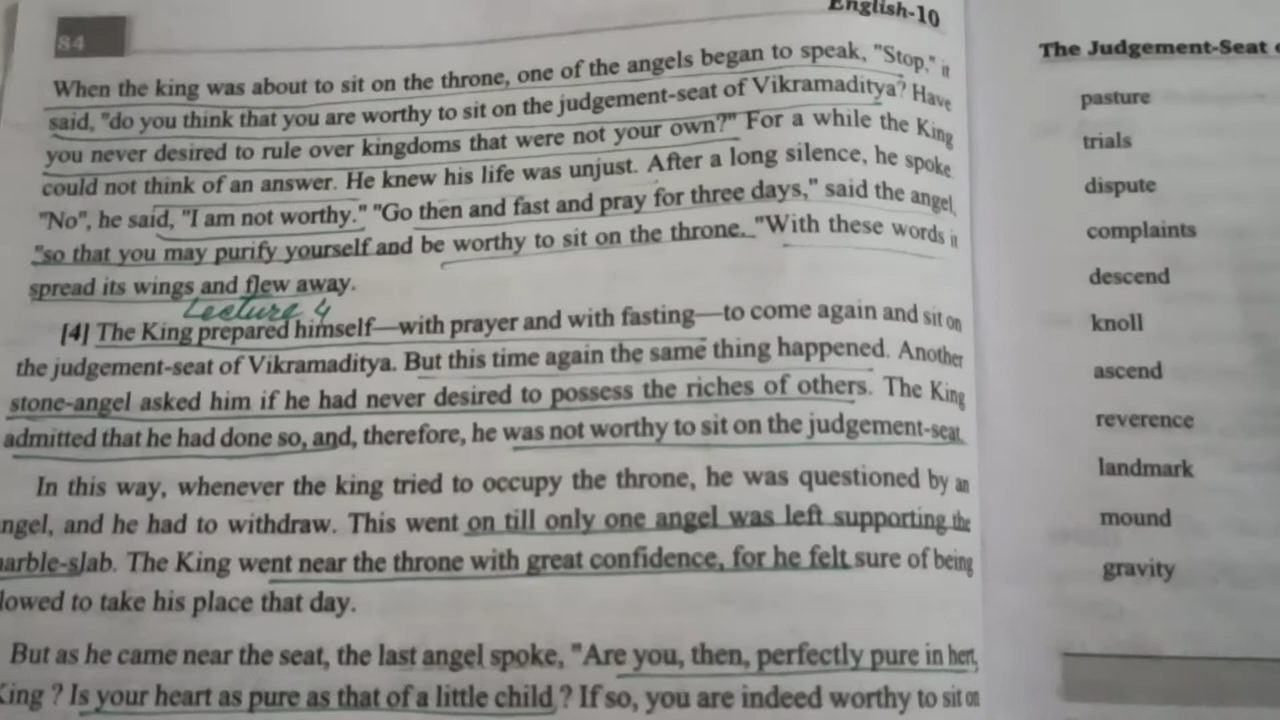 84
English-10
When the king was about to sit on the throne, one of the angels began to speak, "Stop," it
said, "do you think that you are worthy to sit on the judgement-seat of Vikramaditya? Have
you never desired to rule over kingdoms that were not your own?" For a while the King
could not think of an answer. He knew his life was unjust. After a long silence, he spoke
"No", he said, "I am not worthy." "Go then and fast and pray for three days," said the angel,
"so that you may purify yourself and be worthy to sit on the throne. "With these words it
spread its wings and flew away.
Lecture 4
[4] The King prepared himself—with prayer and with fasting—to come again and sit on
the judgement-seat of Vikramaditya. But this time again the same thing happened. Another
stone-angel asked him if he had never desired to possess the riches of others. The King
admitted that he had done so, and, therefore, he was not worthy to sit on the judgement-seat.
In this way, whenever the king tried to occupy the throne, he was questioned by an
ngel, and he had to withdraw. This went on till only one angel was left supporting the
arble-slab. The King went near the throne with great confidence, for he felt sure of being
lowed to take his place that day.
But as he came near the seat, the last angel spoke, "Are you, then, perfectly pure in hert,
King ? Is your heart as pure as that of a little child ? If so, you are indeed worthy to sit on
The Judgement-Seat
pasture
trials
dispute
complaints
descend
knoll
ascend
reverence
landmark
mound
gravity